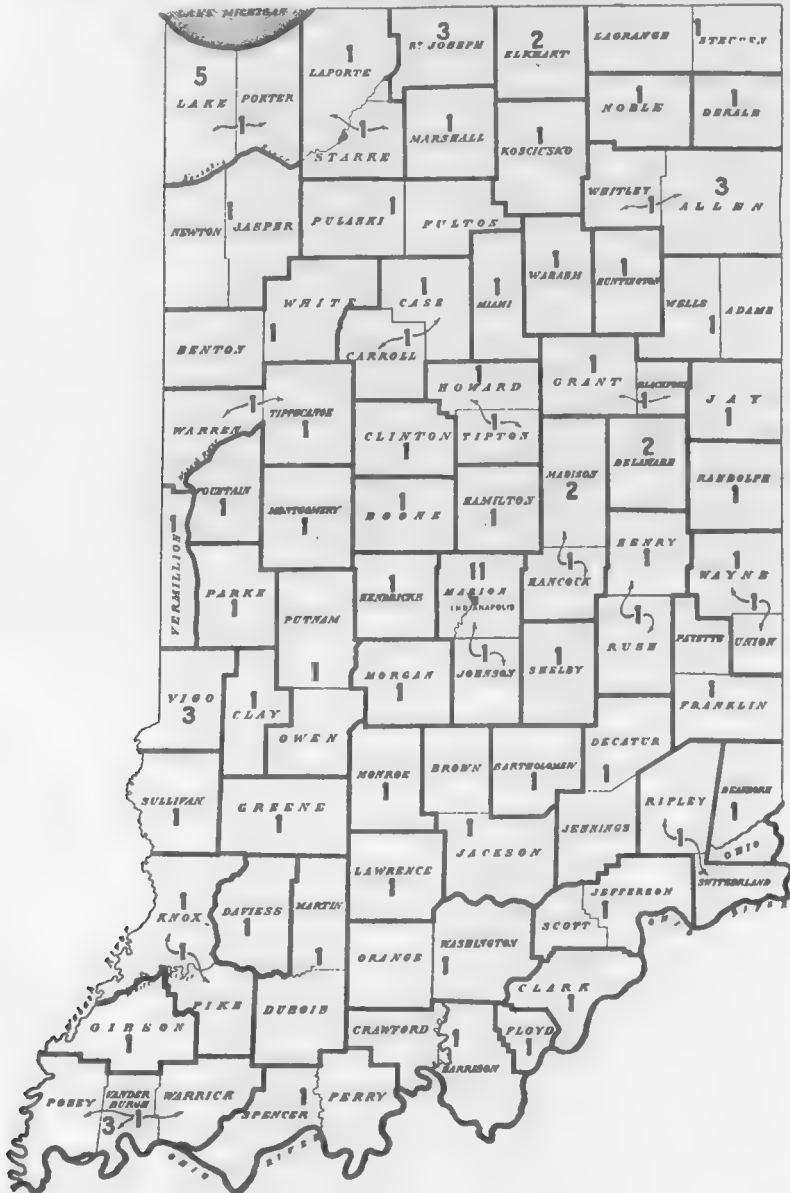 LAKE MICHIGAN
3
ST JOSEPH
2
ELKHART
LAGRANGE
1
STEUBEN
1
LAPORTE
5
LAKE
PORTER
1
1
STARKE
1
MARSHALL
1
KOSCIUSKO
1
NOBLE
1
DEKALB
WHITLEY
1
3
ALLEN
NEWTON
1
JASPER
PULASKI
1
FULTON
1
WABASH
1
HUNTINGTON
WELLS
1
ADAMS
WHITE
1
1
CASS
1
MIAMI
1
CARROLL
BENTON
1
HOWARD
1
GRANT
BLACKFORD
1
JAY
1
WARREN
1
TIPPECANOE
1
CLINTON
1
1
TIPTON
MADISON
2
2
DELAWARE
RANDOLPH
1
FOUNTAIN
1
MONTGOMERY
1
1
BOONE
HAMILTON
1
1
VERMILLION
PARKE
1
PUTNAM
1
1
HENDRICKS
11
MARION
INDIANAPOLIS
1
HANCOCK
HENRY
1
1
WAYNE
1
UNION
FAYETTE
1
RUSH
1
JOHNSON
1
SHELBY
MORGAN
1
VIGO
3
1
CLAY
OWEN
1
FRANKLIN
DECATUR
1
MONROE
1
BROWN
BARTHOLOMEW
1
SULLIVAN
1
GREENE
1
1
JACKSON
JENNINGS
RIPLEY
1
DEARBORN
1
OHIO
SWITZERLAND
LAWRENCE
1
1
KNOX
1
DAVIESS
1
MARTIN
1
ORANGE
WASHINGTON
1
SCOTT
JEFFERSON
1
OHIO RIVER
CLARK
1
PIKE
DUBOIS
GIBSON
1
CRAWFORD
1
HARRISON
FLOYD
1
POSEY
VANDER
BURGH
3
1
WARRICK
1
SPENCER
PERRY
OHIO RIVER